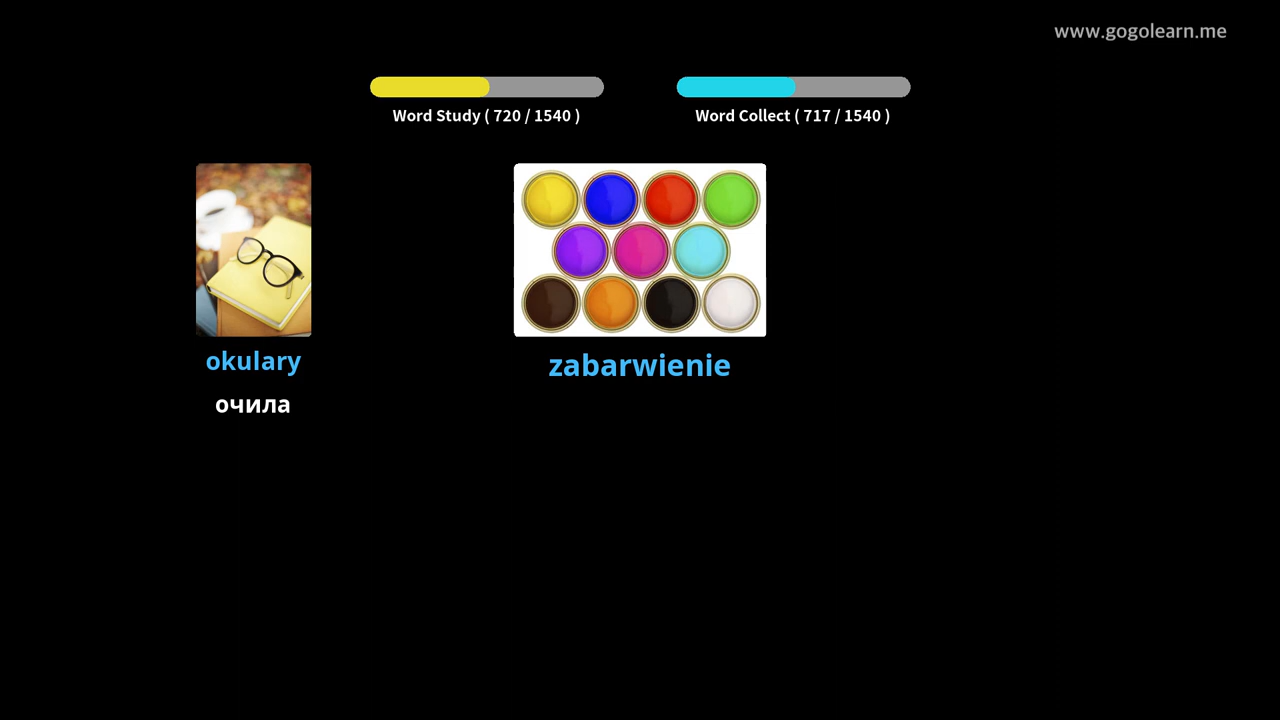 www.gogolearn.me
Word Study ( 720 / 1540 )
Word Collect ( 717 / 1540 )
okulary
очила
zabarwienie